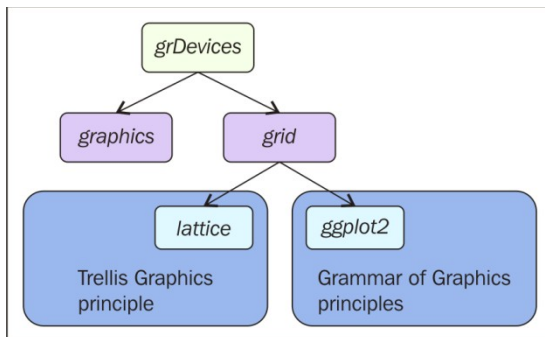 grDevices
graphics
grid
lattice
ggplot2
Trellis Graphics
principle
Grammar of Graphics
principles